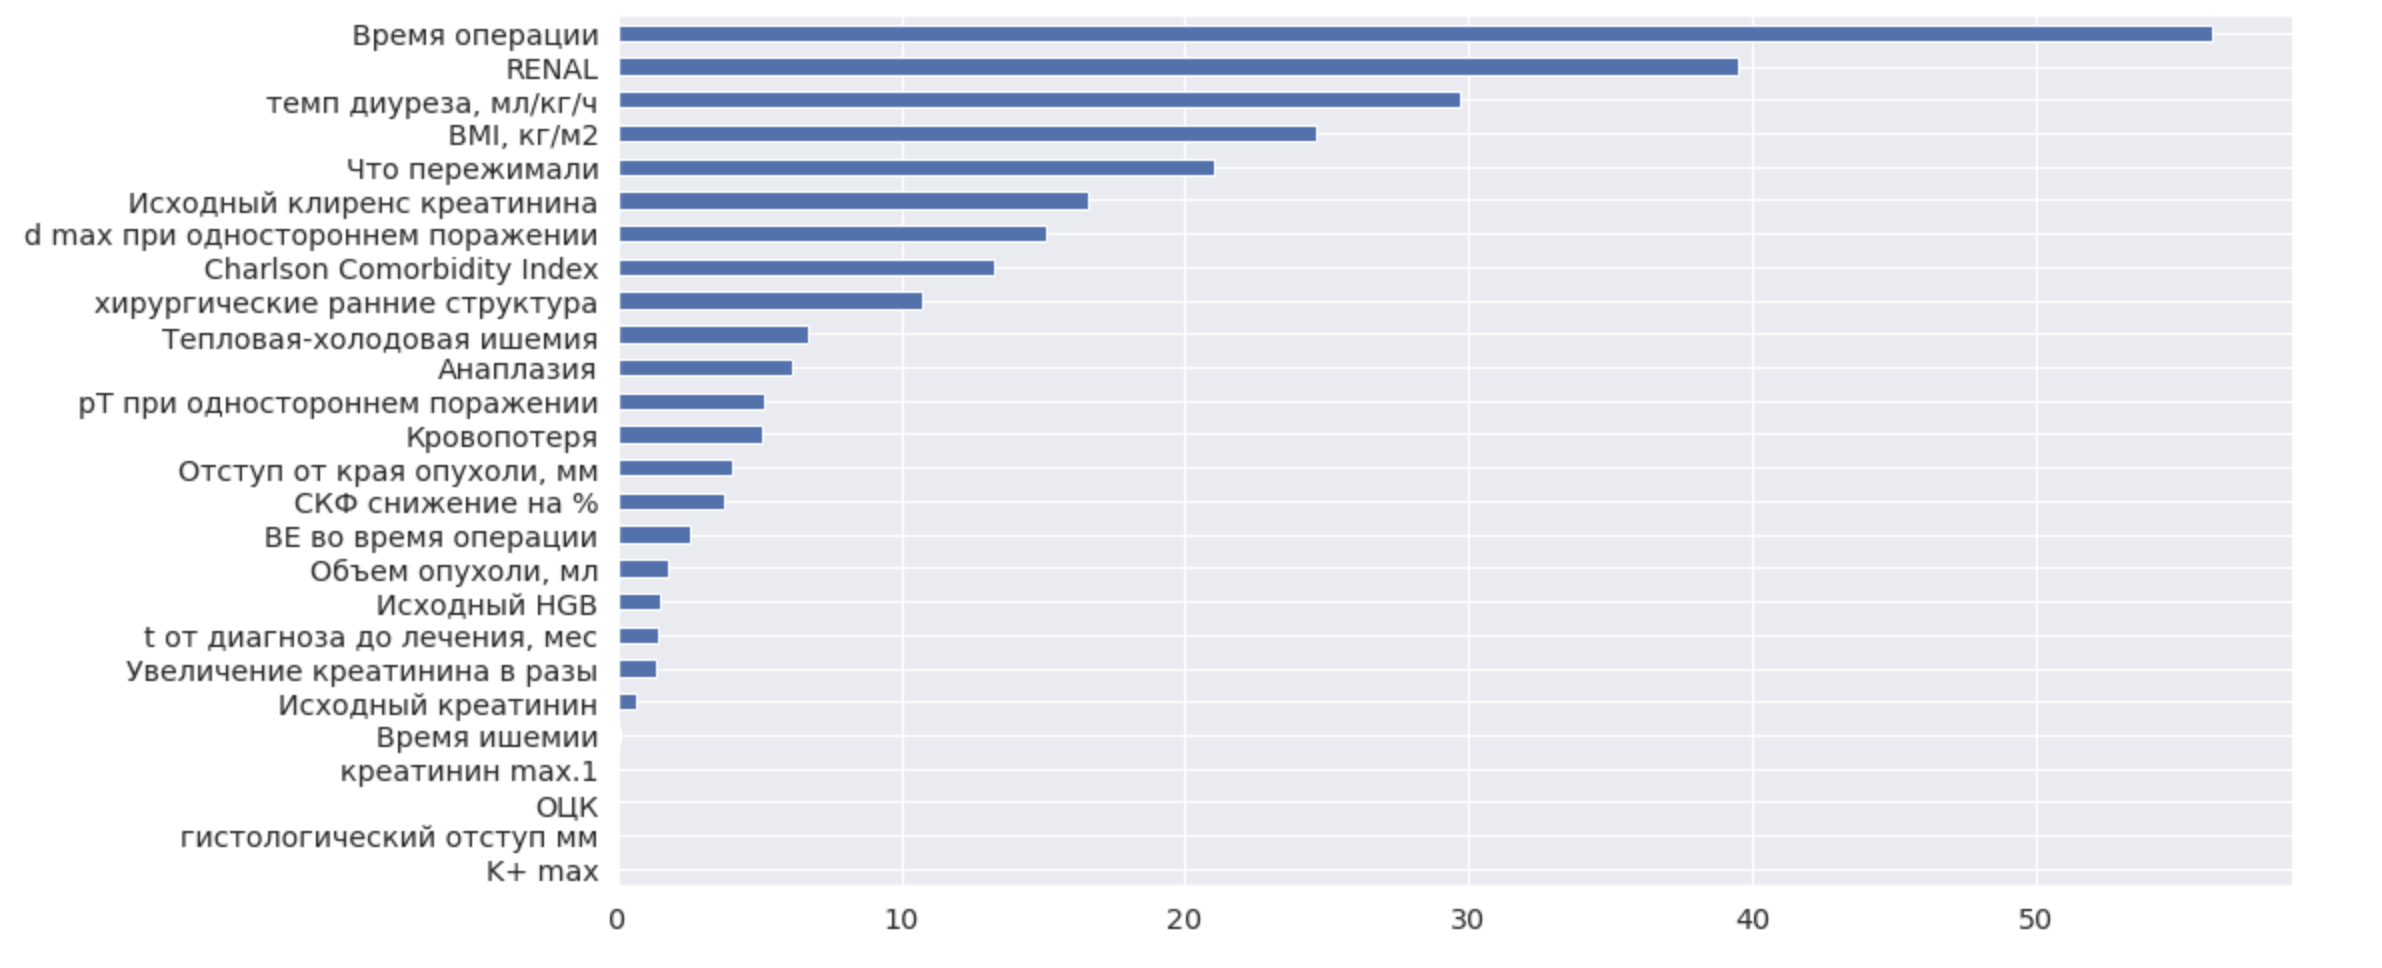 Время операции
RENAL
темп диуреза, мл/кг/ч
BMI, кг/м2
Что пережимали
Исходный клиренс креатинина
d max при одностороннем поражении
Charlson Comorbidity Index
хирургические ранние структура
Тепловая-холодовая ишемия
Анаплазия
pT при одностороннем поражении
Кровопотеря
Отступ от края опухоли, мм
СКФ снижение на %
BE во время операции
Объем опухоли, мл
Исходный HGB
t от диагноза до лечения, мес
Увеличение креатинина в разы
Исходный креатинин
Время ишемии
креатинин max.1
ОЦК
гистологический отступ мм
K+ max
0 10 20 30 40 50